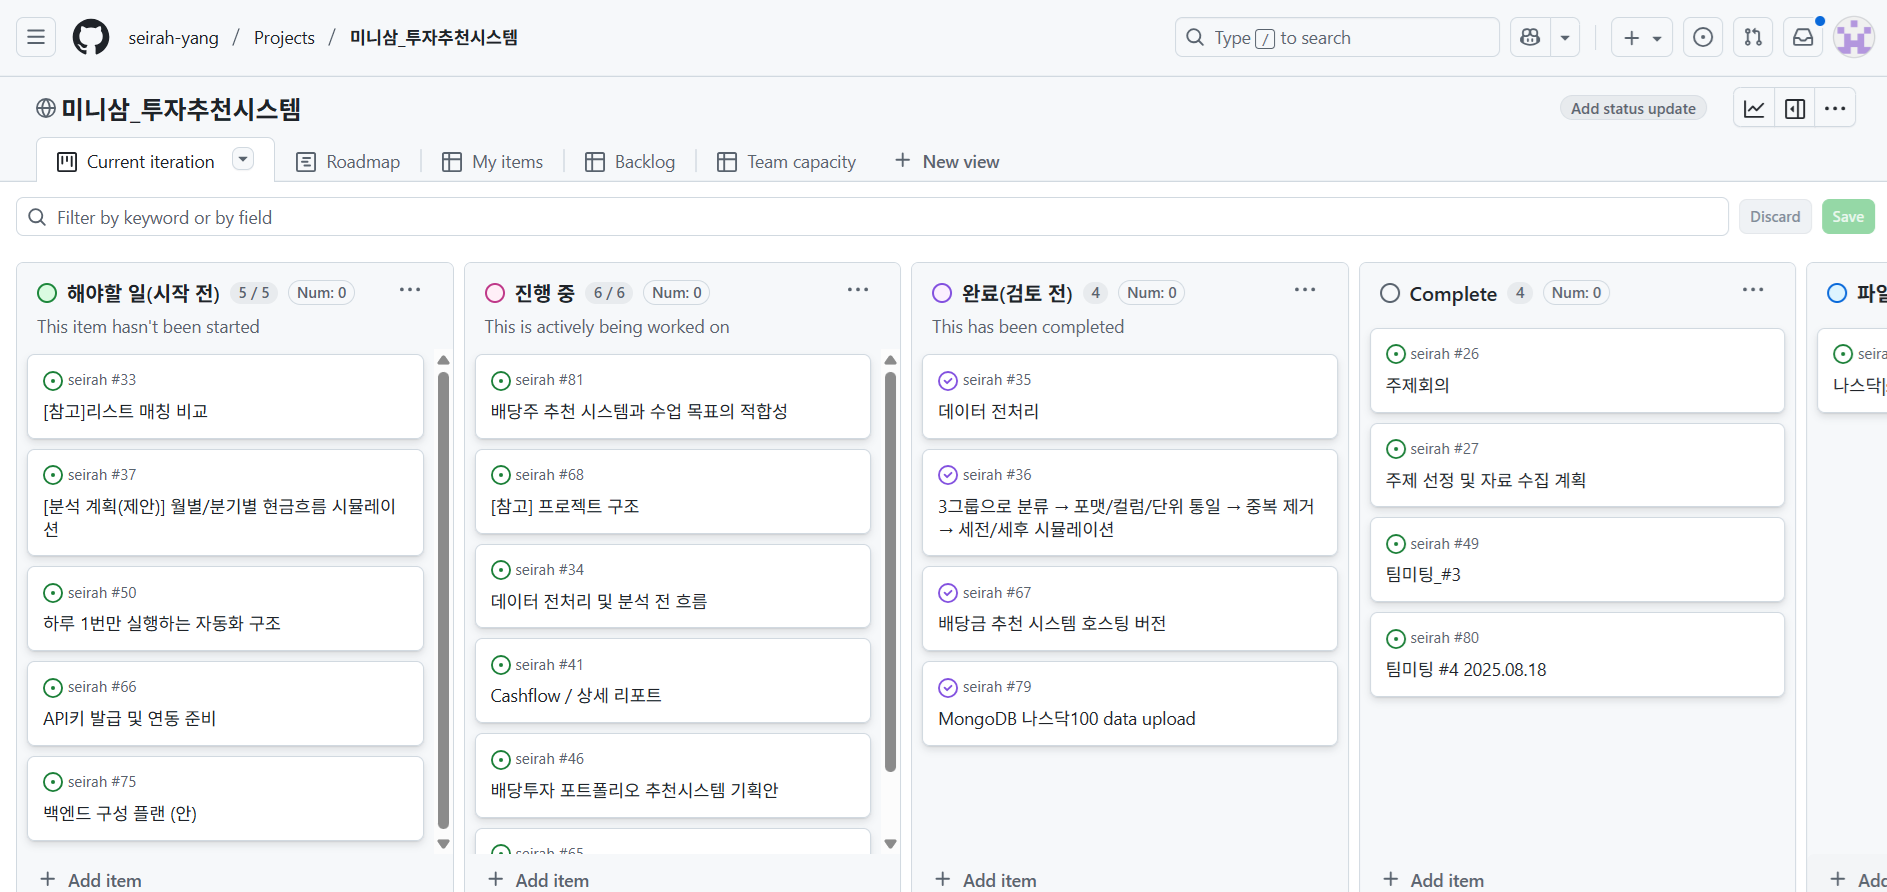 seirah-yang / Projects / 미니삼_투자추천시스템
Type / to search
미니삼_투자추천시스템
Add status update
Current iteration
Roadmap
My items
Backlog
Team capacity
New view
Filter by keyword or by field
Discard
Save
해야할 일(시작 전) 5 / 5 Num: 0
This item hasn't been started
seirah #33
[참고]리스트 매칭 비교
seirah #37
[분석 계획(제안)] 월별/분기별 현금흐름 시뮬레이
션
seirah #50
하루 1번만 실행하는 자동화 구조
seirah #66
API키 발급 및 연동 준비
seirah #75
백엔드 구성 플랜 (안)
Add item
진행 중 6 / 6 Num: 0
This is actively being worked on
seirah #81
배당주 추천 시스템과 수업 목표의 적합성
seirah #68
[참고] 프로젝트 구조
seirah #34
데이터 전처리 및 분석 전 흐름
seirah #41
Cashflow / 상세 리포트
seirah #46
배당투자 포트폴리오 추천시스템 기획안
seirah #65
Add item
완료(검토 전) 4 Num: 0
This has been completed
seirah #35
데이터 전처리
seirah #36
3그룹으로 분류 → 포맷/컬럼/단위 통일 → 중복 제거
→ 세전/세후 시뮬레이션
seirah #67
배당금 추천 시스템 호스팅 버전
seirah #79
MongoDB 나스닥100 data upload
Add item
Complete 4 Num: 0
seirah #26
주제회의
seirah #27
주제 선정 및 자료 수집 계획
seirah #49
팀미팅_#3
seirah #80
팀미팅 #4 2025.08.18
Add item
나스닥